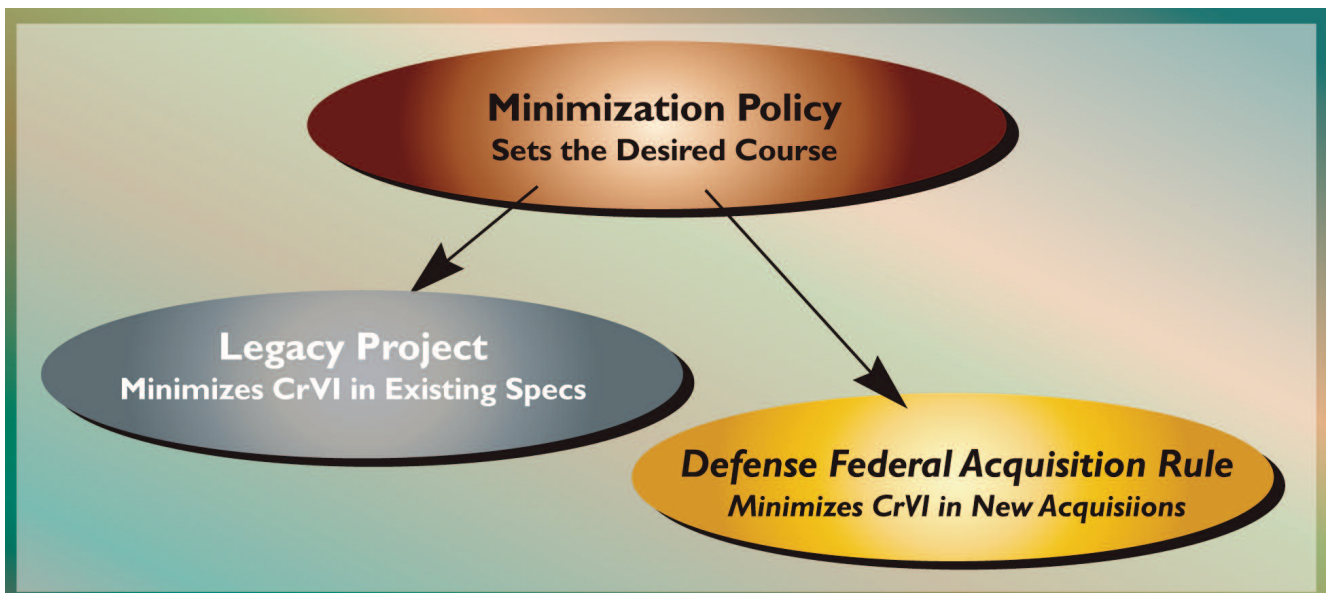 Minimization Policy
Sets the Desired Course
Legacy Project
Minimizes CrVI in Existing Specs
Defense Federal Acquisition Rule
Minimizes CrVI in New Acquisiions